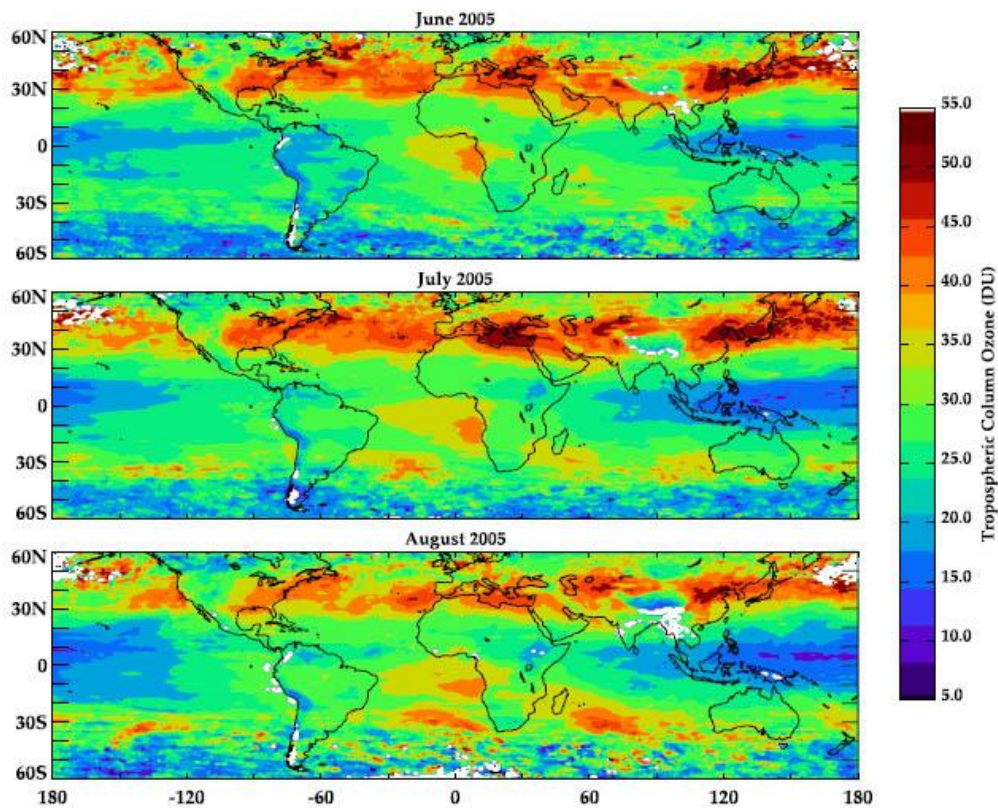 June 2005
60N
30N
0
30S
60S
July 2005
60N
30N
0
30S
60S
August 2005
60N
30N
0
30S
60S
180 -120 -60 0 60 120 180
55.0
50.0
45.0
40.0
35.0
30.0
25.0
20.0
15.0
10.0
5.0
Tropospheric Column Ozone (DU)